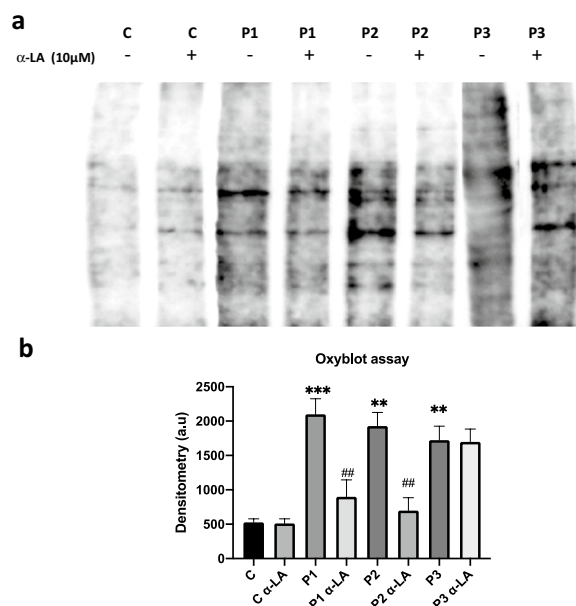 a
C C P1 P1 P2 P2 P3 P3
α-LA (10μM) - + - + - + - +
b
Oxyblot assay
Densitometry (a.u)
2500
2000
1500
1000
500
0
***
##
**
##
**
C
C α-LA
P1
P1 α-LA
P2
P2 α-LA
P3
P3 α-LA